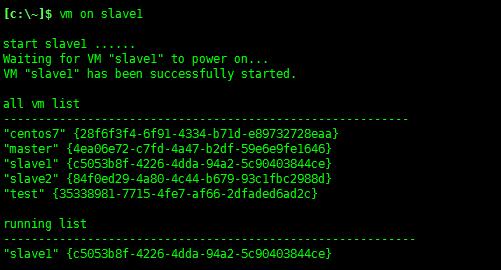 [c:\~]$ vm on slave1
start slave1 ......
Waiting for VM "slave1" to power on...
VM "slave1" has been successfully started.
all vm list
----------------------------------------------------------
"centos7" {28f6f3f4-6f91-4334-b71d-e89732728eaa}
"master" {4ea06e72-c7fd-4a47-b2df-59e6e9fe1646}
"slave1" {c5053b8f-4226-4dda-94a2-5c90403844ce}
"slave2" {84f0ed29-4a80-4c44-b679-93c1fbc2988d}
"test" {35338981-7715-4fe7-af66-2dfaded6ad2c}
running list
-----------------------------------------------------------
"slave1" {c5053b8f-4226-4dda-94a2-5c90403844ce}